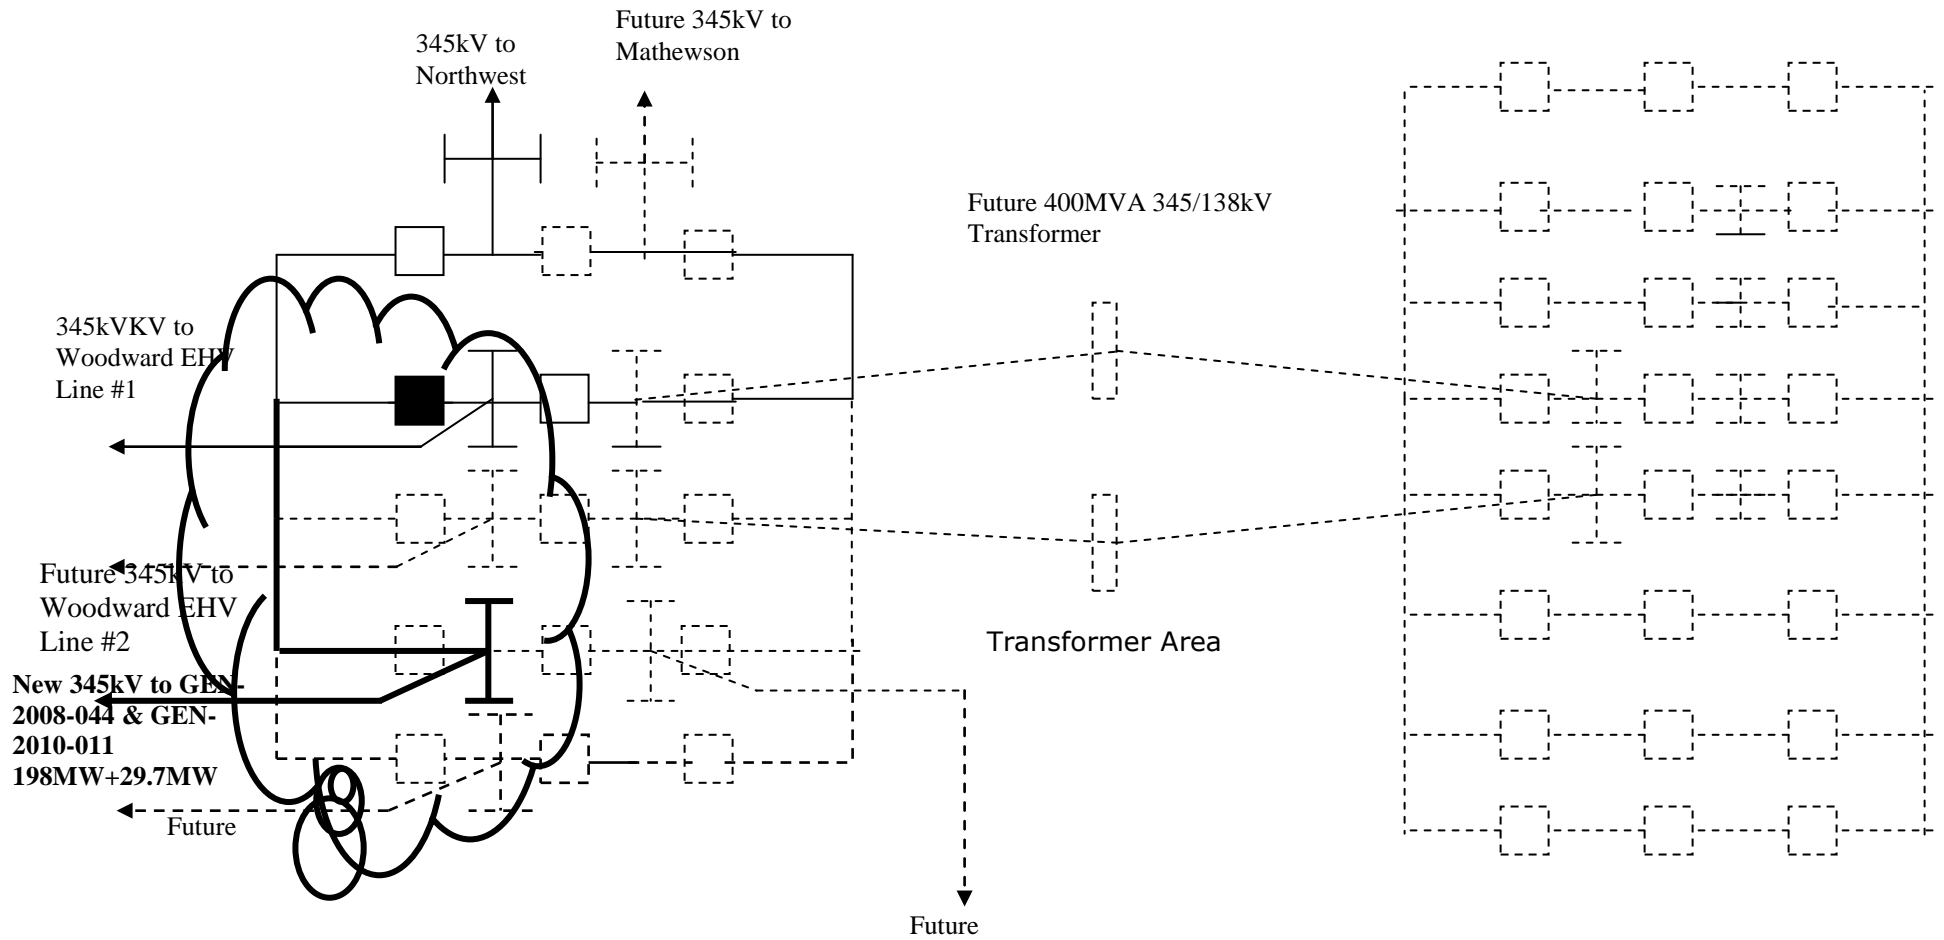 Future 345kV to
Mathewson
345kV to
Northwest
Future 400MVA 345/138kV
Transformer
345kVKV to
Woodward EHV
Line #1
Future 345kV to
Woodward EHV
Line #2
Transformer Area
New 345kV to GEN-
2008-044 & GEN-
2010-011
198MW+29.7MW
Future
Future